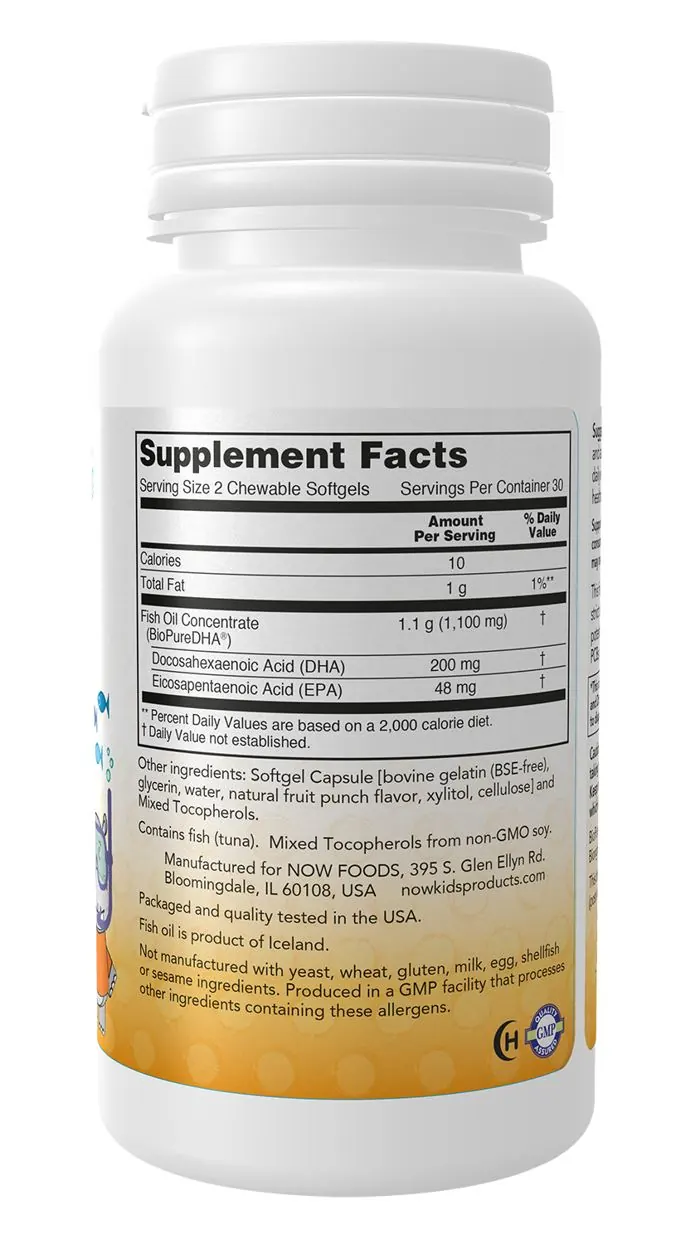 Supplement Facts
Serving Size 2 Chewable Softgels Servings Per Container 30
Amount Per Serving % Daily Value
Calories 10
Total Fat 1 g 1%**
Fish Oil Concentrate 1.1 g (1,100 mg) †
(BioPureDHA®)
Docosahexaenoic Acid (DHA) 200 mg †
Eicosapentaenoic Acid (EPA) 48 mg †
** Percent Daily Values are based on a 2,000 calorie diet.
† Daily Value not established.
Other ingredients: Softgel Capsule [bovine gelatin (BSE-free),
glycerin, water, natural fruit punch flavor, xylitol, cellulose] and
Mixed Tocopherols.
Contains fish (tuna). Mixed Tocopherols from non-GMO soy.
Manufactured for NOW FOODS, 395 S. Glen Ellyn Rd.
Bloomingdale, IL 60108, USA nowkidsproducts.com
Packaged and quality tested in the USA.
Fish oil is product of Iceland.
Not manufactured with yeast, wheat, gluten, milk, egg, shellfish
or sesame ingredients. Produced in a GMP facility that processes
other ingredients containing these allergens.
H
QUALITY
GMP
ASSURED